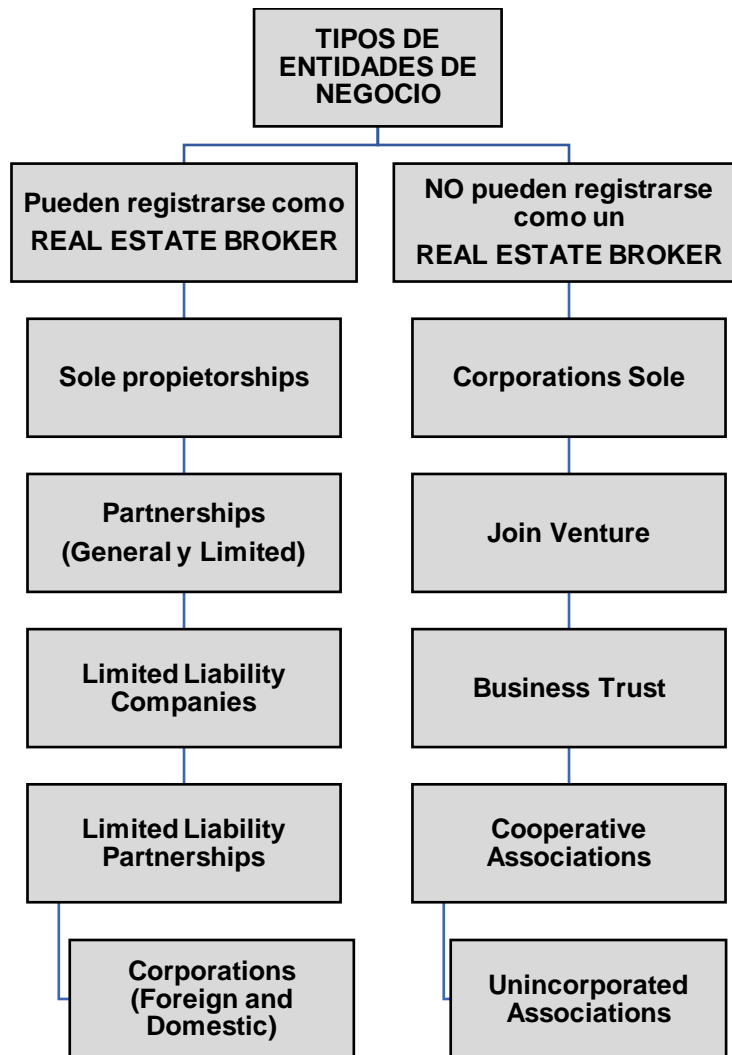 TIPOS DE
ENTIDADES DE
NEGOCIO
Pueden registrarse como
REAL ESTATE BROKER
NO pueden registrarse
como un
REAL ESTATE BROKER
Sole propietorships
Corporations Sole
Partnerships
(General y Limited)
Join Venture
Limited Liability
Companies
Business Trust
Limited Liability
Partnerships
Cooperative
Associations
Corporations
(Foreign and
Domestic)
Unincorporated
Associations